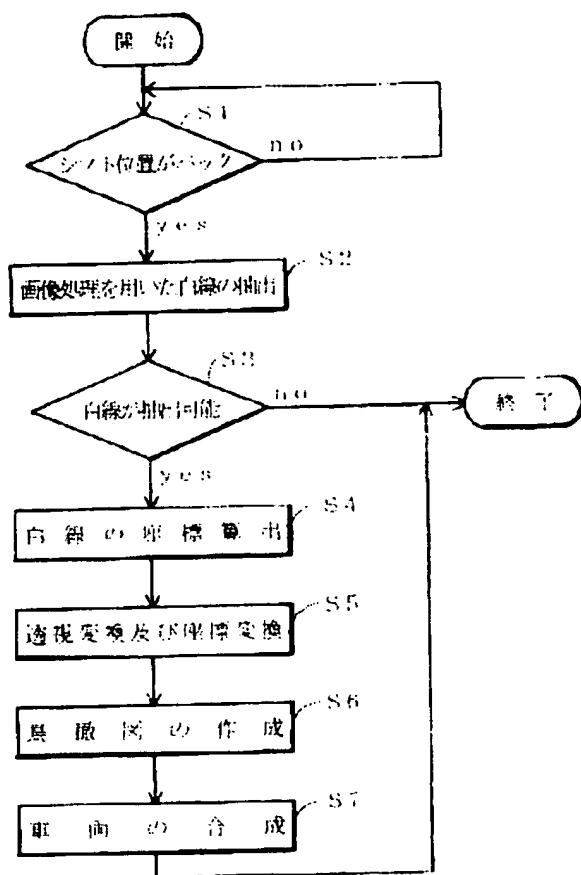 開始
S1
シフト位置がバック
no
yes
S2
画像処理を用いた白線の抽出
S3
白線が抽出可能
no
終了
yes
S4
白線の座標算出
S5
透視変換及び座標変換
S6
鳥瞰図の作成
S7
車両の合成